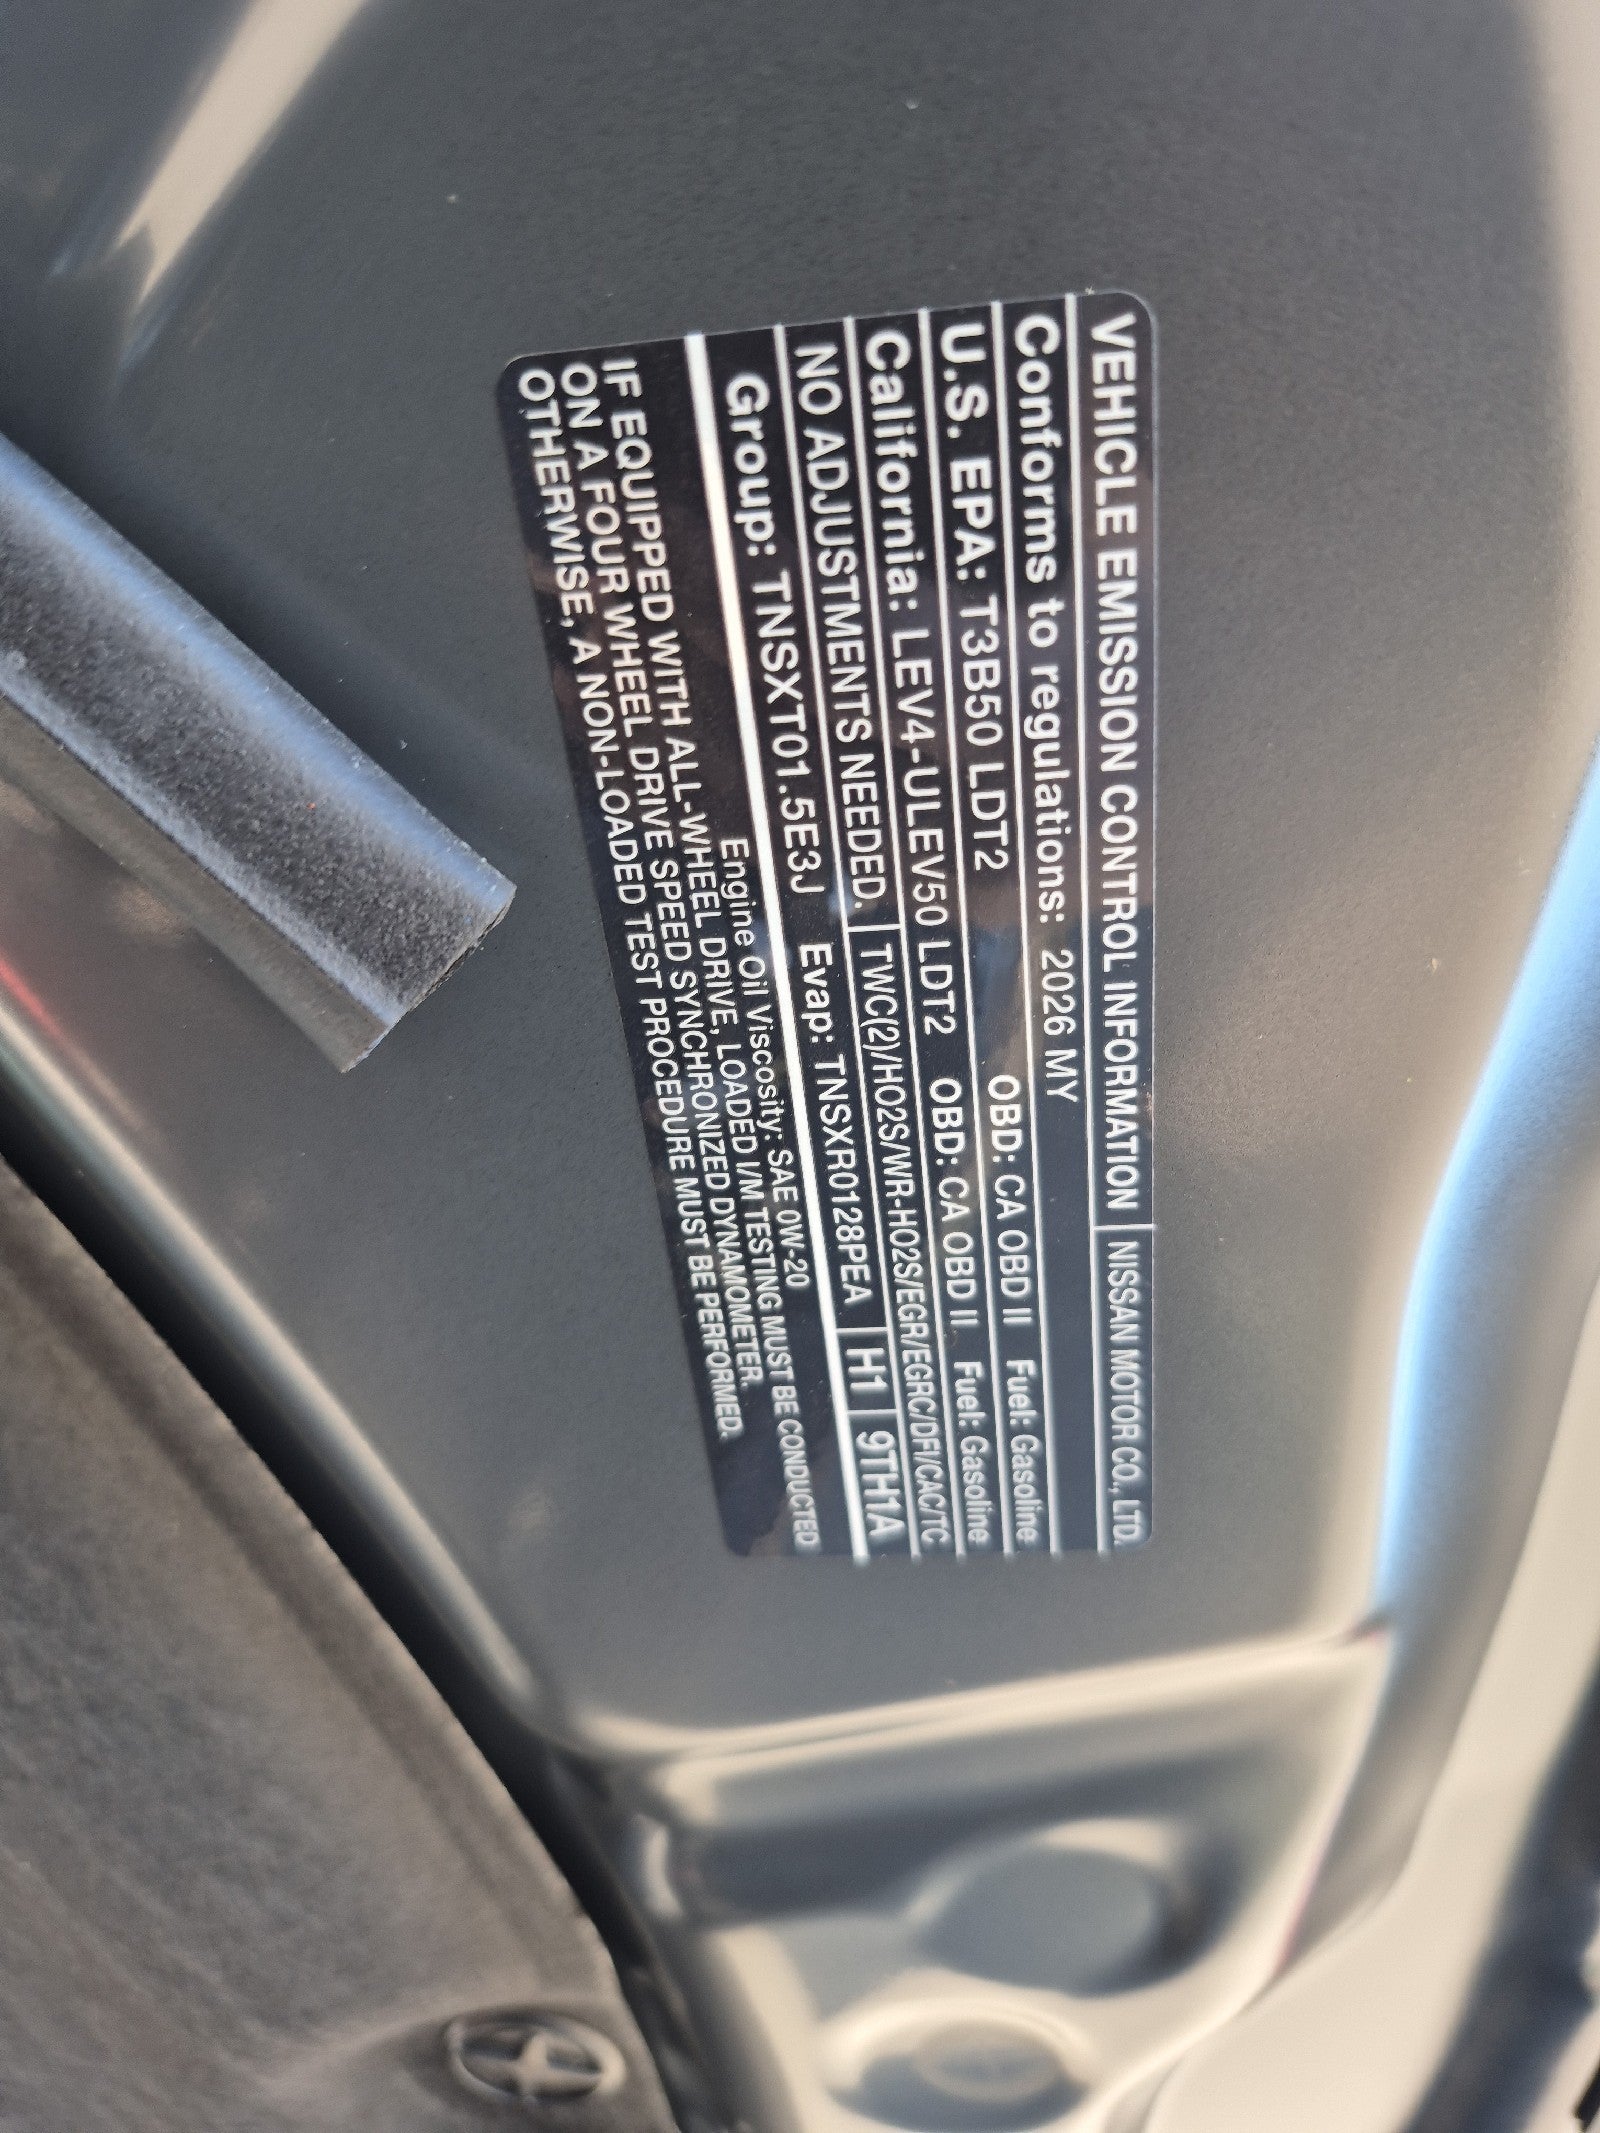 VEHICLE EMISSION CONTROL INFORMATION NISSAN MOTOR CO., LTD.
Conforms to regulations: 2026 MY
U.S. EPA: T3B50 LDT2 OBD: CA OBD II Fuel: Gasoline
California: LEV4-ULEV50 LDT2 OBD: CA OBD II Fuel: Gasoline
NO ADJUSTMENTS NEEDED. TWC(2)/HO2S/WR-HO2S/EGR/EGRC/DFI/CAC/TC
Group: TNSXT01.5E3J Evap: TNSXR0128PEA H1 9TH1A
Engine Oil Viscosity: SAE 0W-20
IF EQUIPPED WITH ALL-WHEEL DRIVE, LOADED I/M TESTING MUST BE CONDUCTED
ON A FOUR WHEEL DRIVE SPEED SYNCHRONIZED DYNAMOMETER.
OTHERWISE, A NON-LOADED TEST PROCEDURE MUST BE PERFORMED.